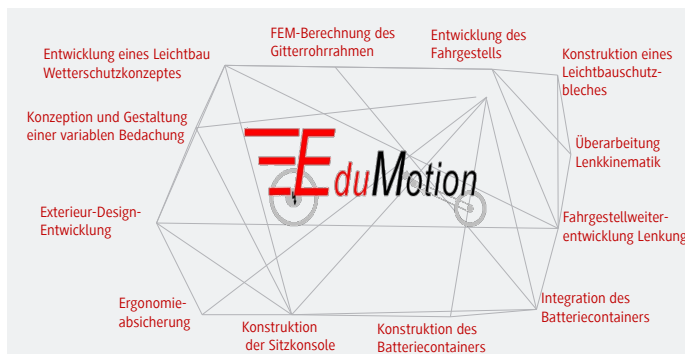 FEM-Berechnung des
Gitterrohrrahmen
Entwicklung des
Fahrgestells
Entwicklung eines Leichtbau
Wetterschutzkonzeptes
Konstruktion eines
Leichtbauschutz-
bleches
Konzeption und Gestaltung
einer variablen Bedachung
Überarbeitung
Lenkkinematik
EduMotion
Exterieur-Design-
Entwicklung
Fahrgestellweiter-
entwicklung Lenkung
Ergonomie-
absicherung
Konstruktion
der Sitzkonsole
Konstruktion des
Batteriecontainers
Integration des
Batteriecontainers